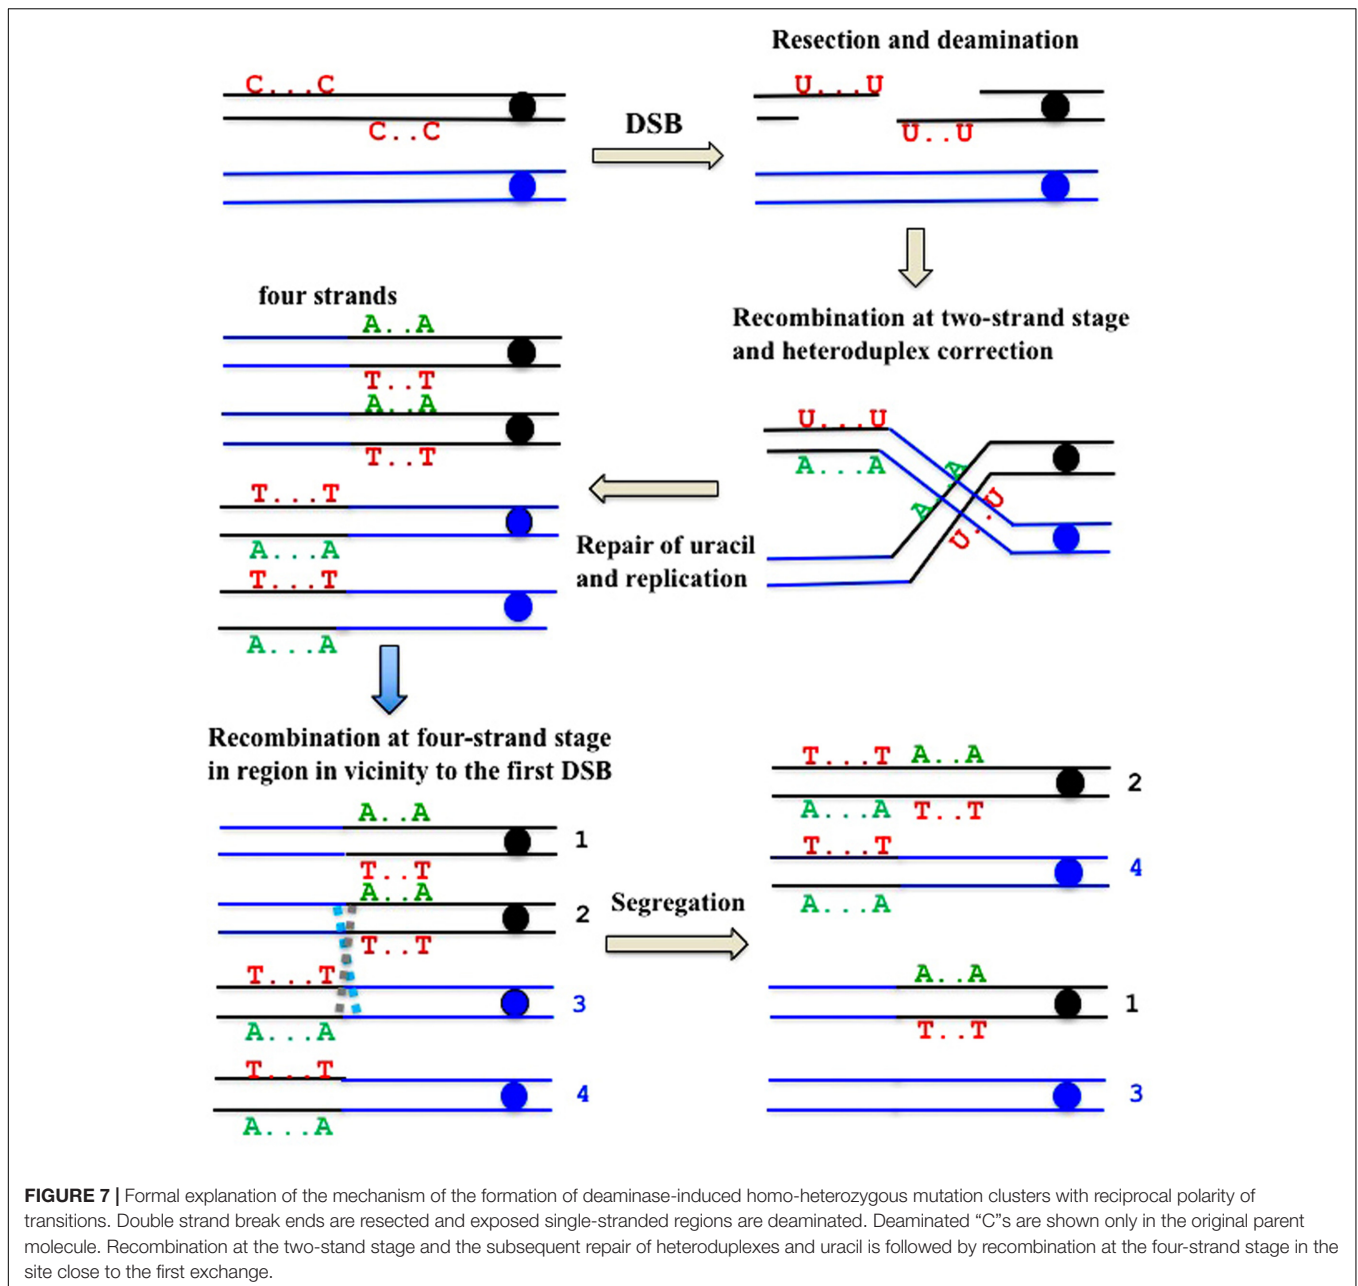 Resection and deamination
C...C
C..C
DSB
U...U
U..U
four strands
A..A
T..T
A..A
T..T
T...T
A...A
T...T
A...A
Recombination at two-strand stage
and heteroduplex correction
U...U
A...A
A..A
U..U
Repair of uracil
and replication
Recombination at four-strand stage
in region in vicinity to the first DSB
A..A
1
T..T
A..A
2
T..T
T...T
3
A...A
T...T
4
A...A
Segregation
T...T A..A
2
A...A T..T
T...T
4
A...A
A..A
1
T..T
3
FIGURE 7 | Formal explanation of the mechanism of the formation of deaminase-induced homo-heterozygous mutation clusters with reciprocal polarity of
transitions. Double strand break ends are resected and exposed single-stranded regions are deaminated. Deaminated “C”s are shown only in the original parent
molecule. Recombination at the two-stand stage and the subsequent repair of heteroduplexes and uracil is followed by recombination at the four-strand stage in the
site close to the first exchange.